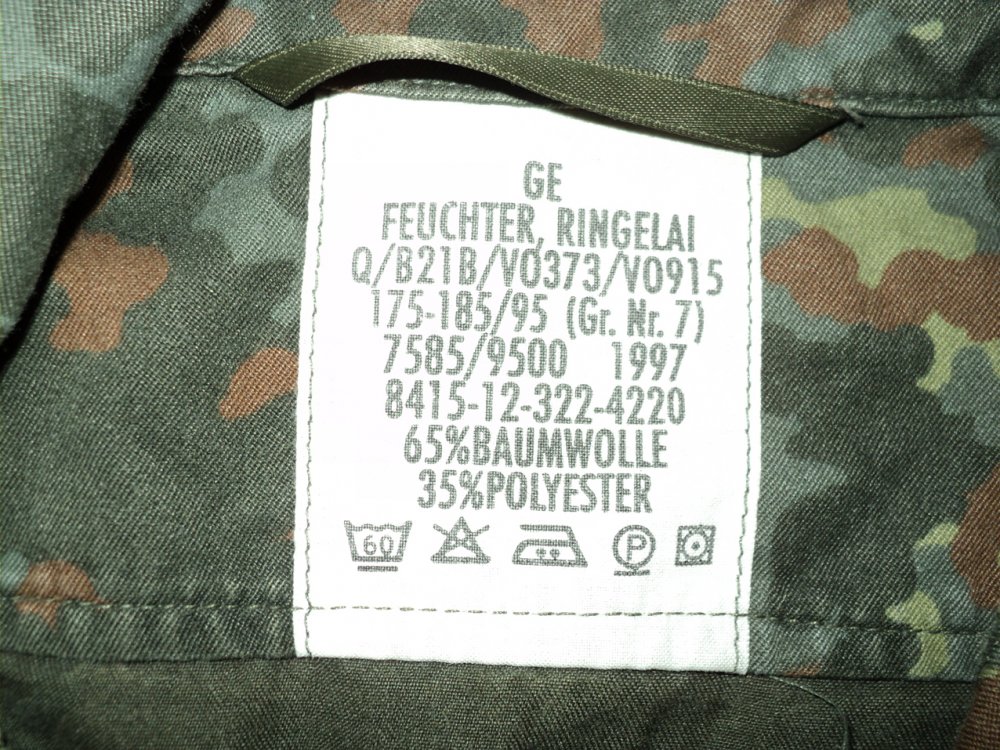 GE
FEUCHTER, RINGELAI
Q/B21B/V0373/V0915
175-185/95 (Gr. Nr. 7)
7585/9500 1997
8415-12-322-4220
65%BAUMWOLLE
35%POLYESTER
60 P